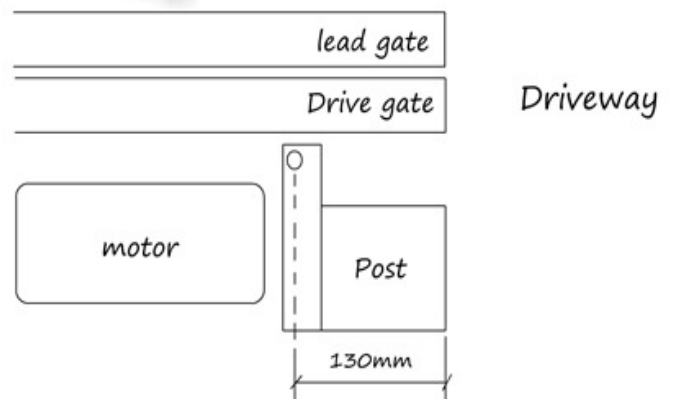 lead gate
Drive gate
Driveway
motor
Post
130mm